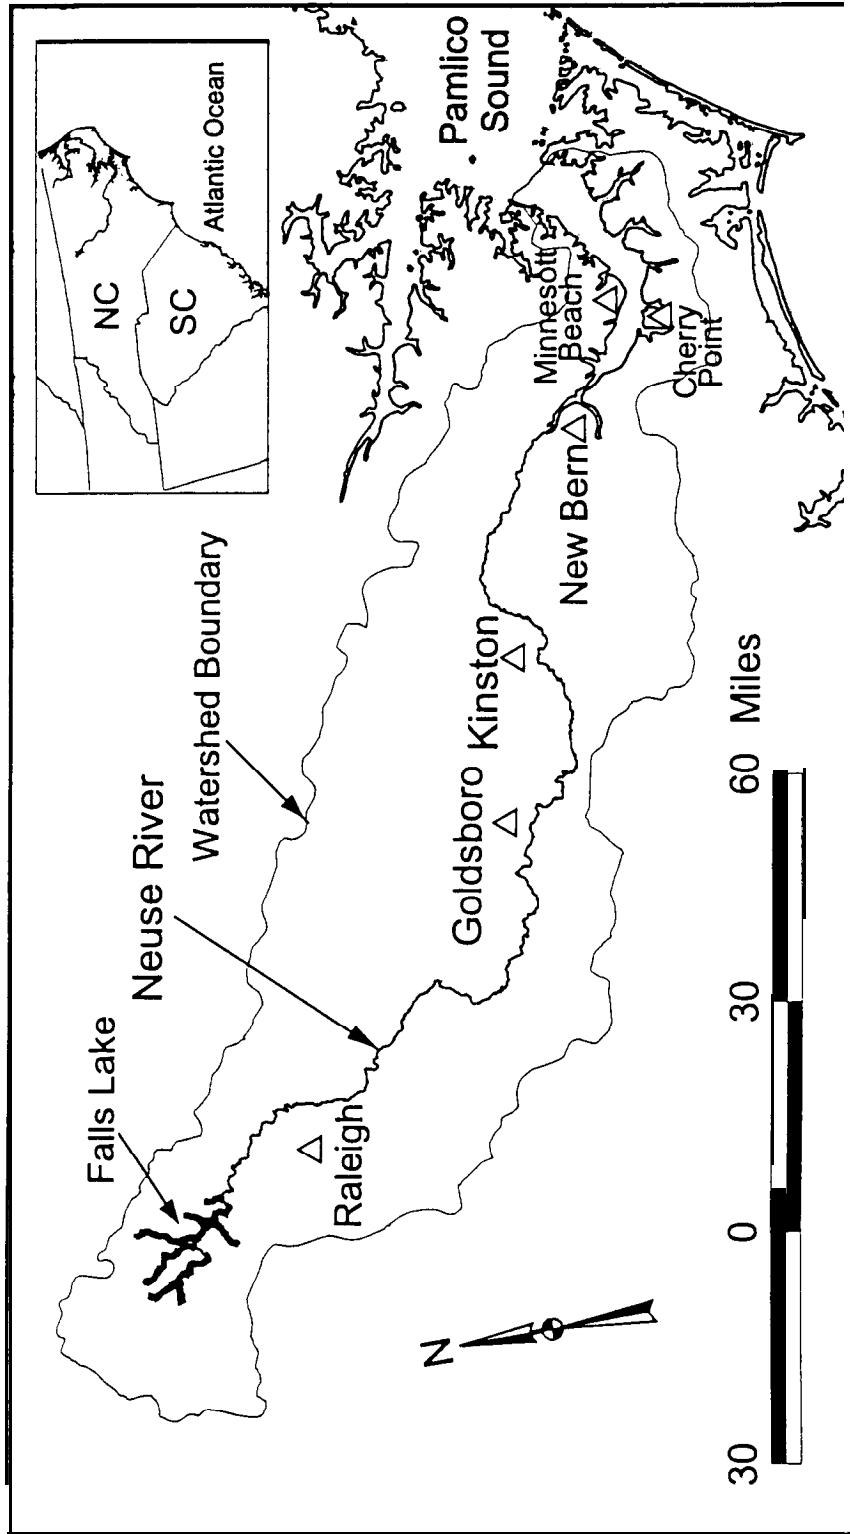 Falls Lake
Neuse River
Watershed Boundary
NC
SC
Atlantic Ocean
Pamlico
Sound
Raleigh
Goldsboro
Kinston
New Bern
Minnesott
Beach
Cherry
Point
N
30
0
30
60
Miles